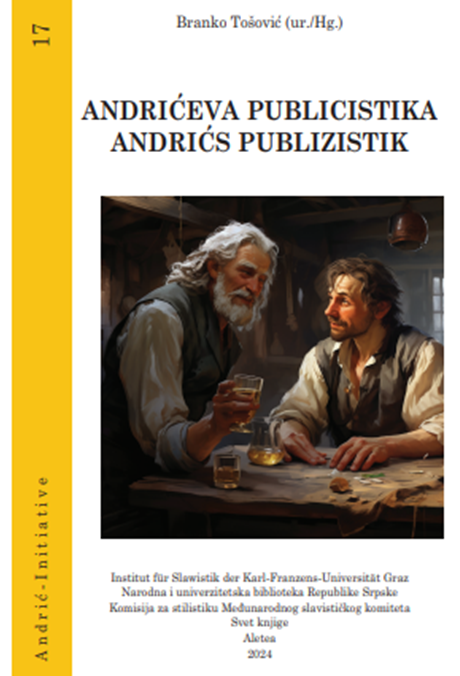 17
Branko Tošović (ur./Hg.)
ANDRIĆEVA PUBLICISTIKA
ANDRIĆS PUBLIZISTIK
Andrić-Initiative
Institut für Slawistik der Karl-Franzens-Universität Graz
Narodna i univerzitetska biblioteka Republike Srpske
Komisija za stilistiku Međunarodnog slavističkog komiteta
Svet knjige
Aletea
2024